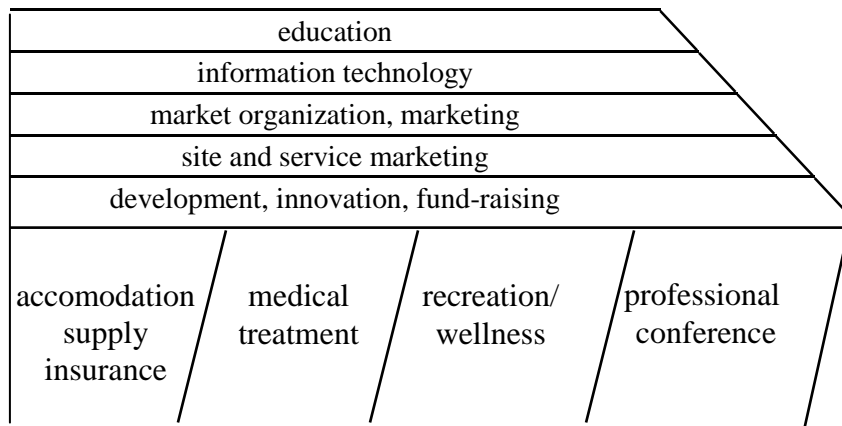 education
information technology
market organization, marketing
site and service marketing
development, innovation, fund-raising
accomodation
supply
insurance
medical
treatment
recreation/
wellness
professional
conference